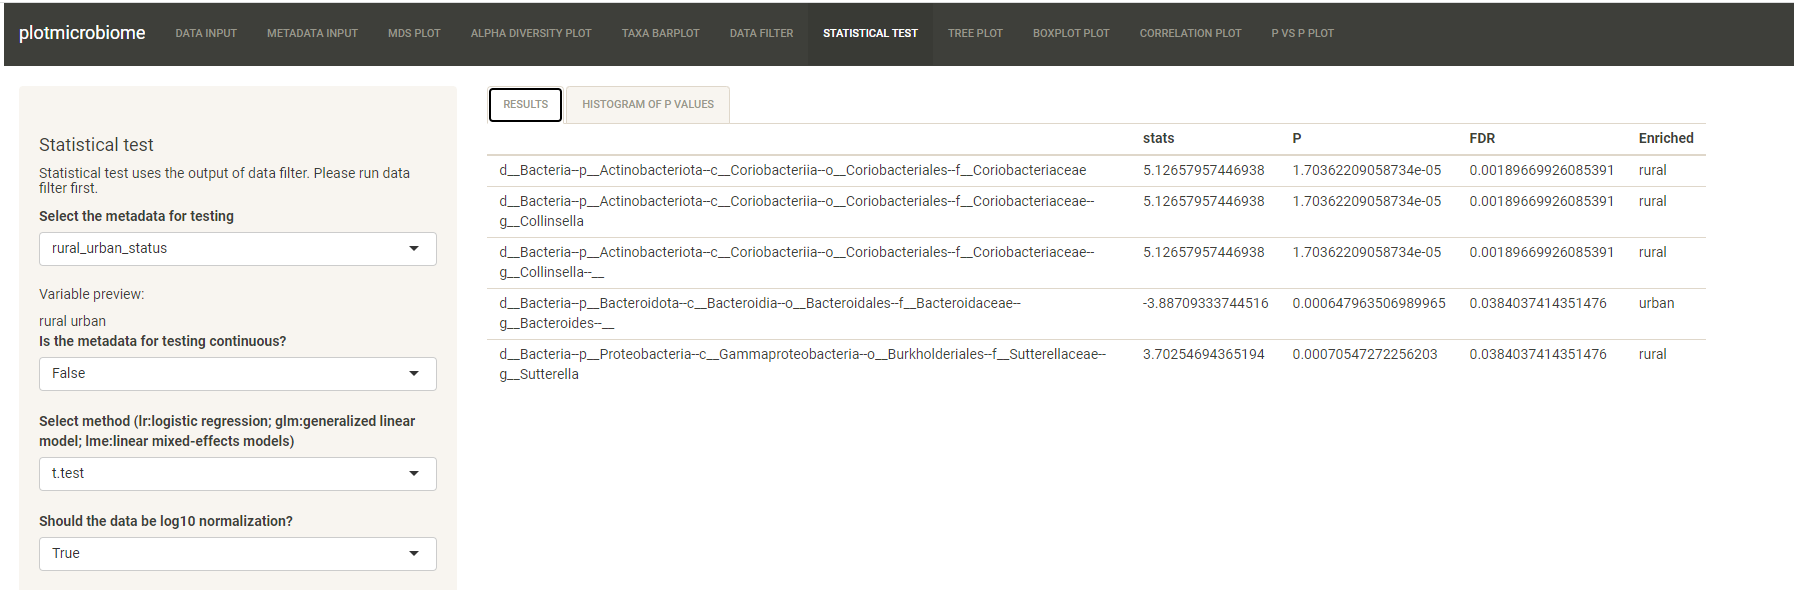 plotmicrobiome DATA INPUT METADATA INPUT MDS PLOT ALPHA DIVERSITY PLOT TAXA BARPLOT DATA FILTER STATISTICAL TEST TREE PLOT BOXPLOT PLOT CORRELATION PLOT P VS P PLOT
Statistical test
Statistical test uses the output of data filter. Please run data
filter first.
Select the metadata for testing
rural_urban_status
Variable preview:
rural urban
Is the metadata for testing continuous?
False
Select method (lr:logistic regression; glm:generalized linear
model; lme:linear mixed-effects models)
t.test
Should the data be log10 normalization?
True
RESULTS HISTOGRAM OF P VALUES
stats P FDR Enriched
d__Bacteria--p__Actinobacteriota--c__Coriobacteriia--o__Coriobacteriales--f__Coriobacteriaceae 5.12657957446938 1.70362209058734e-05 0.00189669926085391 rural
d__Bacteria--p__Actinobacteriota--c__Coriobacteriia--o__Coriobacteriales--f__Coriobacteriaceae-- 5.12657957446938 1.70362209058734e-05 0.00189669926085391 rural
g__Collinsella
d__Bacteria--p__Actinobacteriota--c__Coriobacteriia--o__Coriobacteriales--f__Coriobacteriaceae-- 5.12657957446938 1.70362209058734e-05 0.00189669926085391 rural
g__Collinsella--__
d__Bacteria--p__Bacteroidota--c__Bacteroidia--o__Bacteroidales--f__Bacteroidaceae-- -3.88709333744516 0.000647963506989965 0.0384037414351476 urban
g__Bacteroides--__
d__Bacteria--p__Proteobacteria--c__Gammaproteobacteria--o__Burkholderiales--f__Sutterellaceae-- 3.70254694365194 0.00070547272256203 0.0384037414351476 rural
g__Sutterella